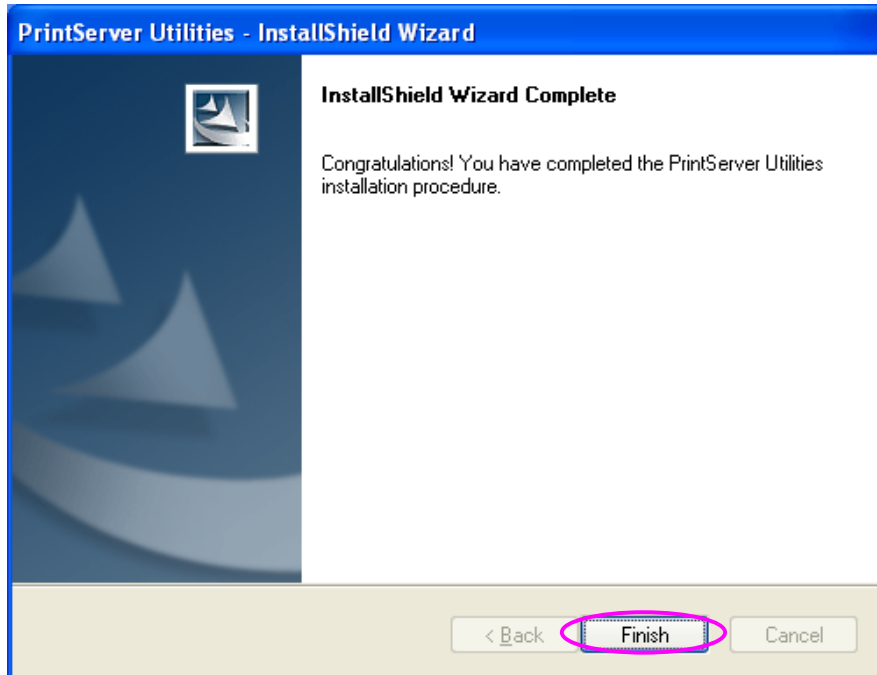 PrintServer Utilities - InstallShield Wizard
InstallShield Wizard Complete
Congratulations! You have completed the PrintServer Utilities
installation procedure.
< Back
Finish
Cancel